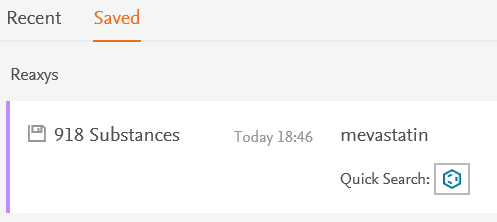 Recent Saved
Reaxys
918 Substances Today 18:46 mevastatin
Quick Search: